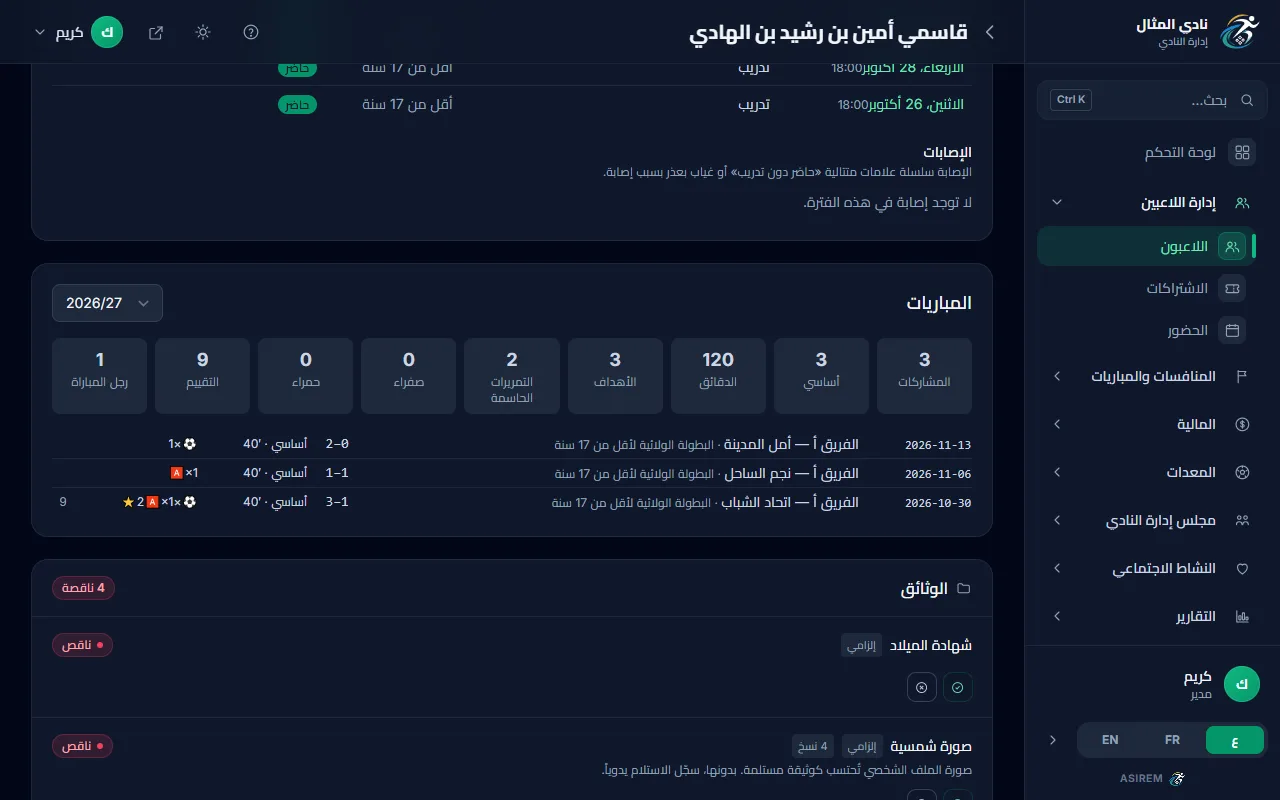 نادي المثال
إدارة النادي
بحث...
Ctrl K
لوحة التحكم
إدارة اللاعبين
اللاعبون
الاشتراكات
الحضور
المنافسات والمباريات
المالية
المعدات
مجلس إدارة النادي
النشاط الاجتماعي
التقارير
ك
كريم
مدير
ع
FR
EN
ASIREM
قاسمي أمين بن رشيد بن الهادي
ك
كريم
الأربعاء، 28 أكتوبر 18:00 تدريب أقل من 17 سنة حاضر
الاثنين، 26 أكتوبر 18:00 تدريب أقل من 17 سنة حاضر
الإصابات
الإصابة سلسلة علامات متتالية «حاضر دون تدريب» أو غياب بعذر بسبب إصابة.
لا توجد إصابة في هذه الفترة.
المباريات
2026/27
3 المشاركات
3 أساسي
120 الدقائق
3 الأهداف
2 التمريرات الحاسمة
0 صفراء
0 حمراء
9 التقييم
1 رجل المباراة
2026-11-13 الفريق أ — أمل المدينة · البطولة الولائية لأقل من 17 سنة 2–0 أساسي · 40′ ⚽×1
2026-11-06 الفريق أ — نجم الساحل · البطولة الولائية لأقل من 17 سنة 1–1 أساسي · 40′ 🅰×1
2026-10-30 الفريق أ — اتحاد الشباب · البطولة الولائية لأقل من 17 سنة 3–1 أساسي · 40′ ⚽×1 🅰×2 ⭐ 9
الوثائق
4 ناقصة
شهادة الميلاد إلزامي ناقص
صورة شمسية إلزامي 4 نسخ ناقص
صورة الملف الشخصي تُحتسب كوثيقة مستلمة. بدونها، سجّل الاستلام يدوياً.